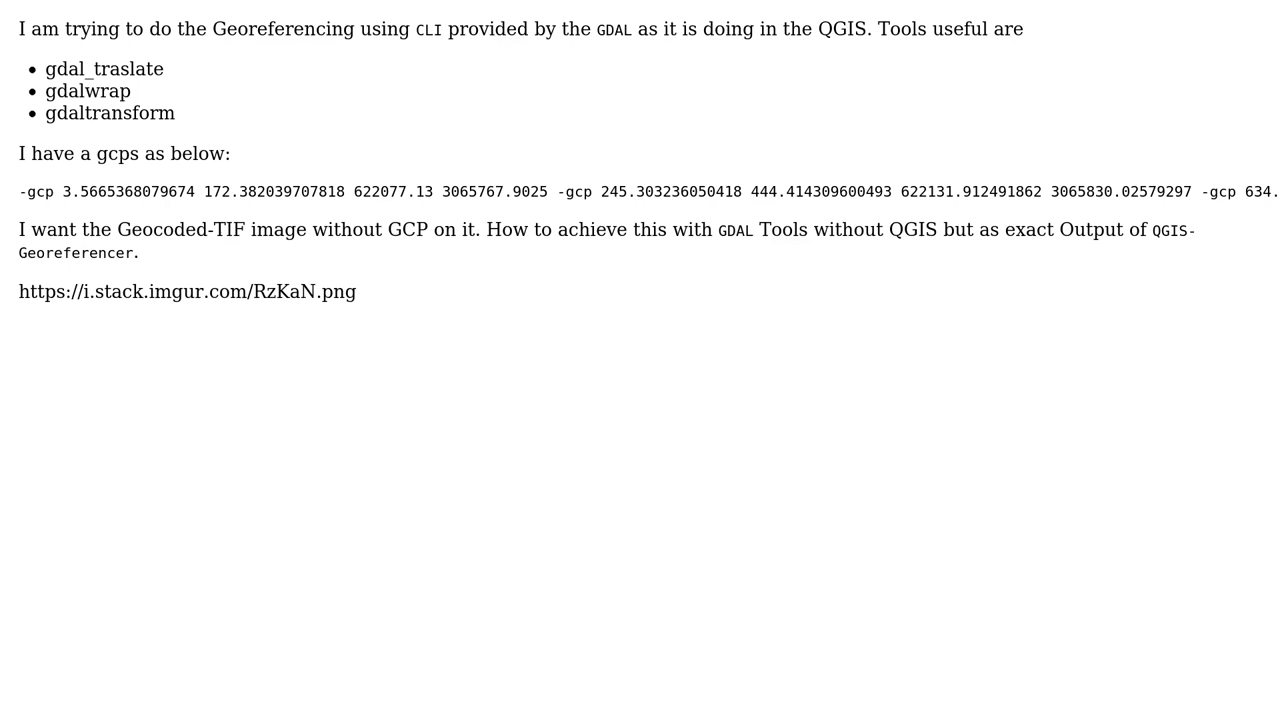 I am trying to do the Georeferencing using CLI provided by the GDAL as it is doing in the QGIS. Tools useful are
• gdal_traslate
• gdalwrap
• gdaltransform
I have a gcps as below:
-gcp 3.5665368079674 172.382039707818 622077.13 3065767.9025 -gcp 245.303236050418 444.414309600493 622131.912491862 3065830.02579297 -gcp 634.
I want the Geocoded-TIF image without GCP on it. How to achieve this with GDAL Tools without QGIS but as exact Output of QGIS-
Georeferencer.
https://i.stack.imgur.com/RzKaN.png